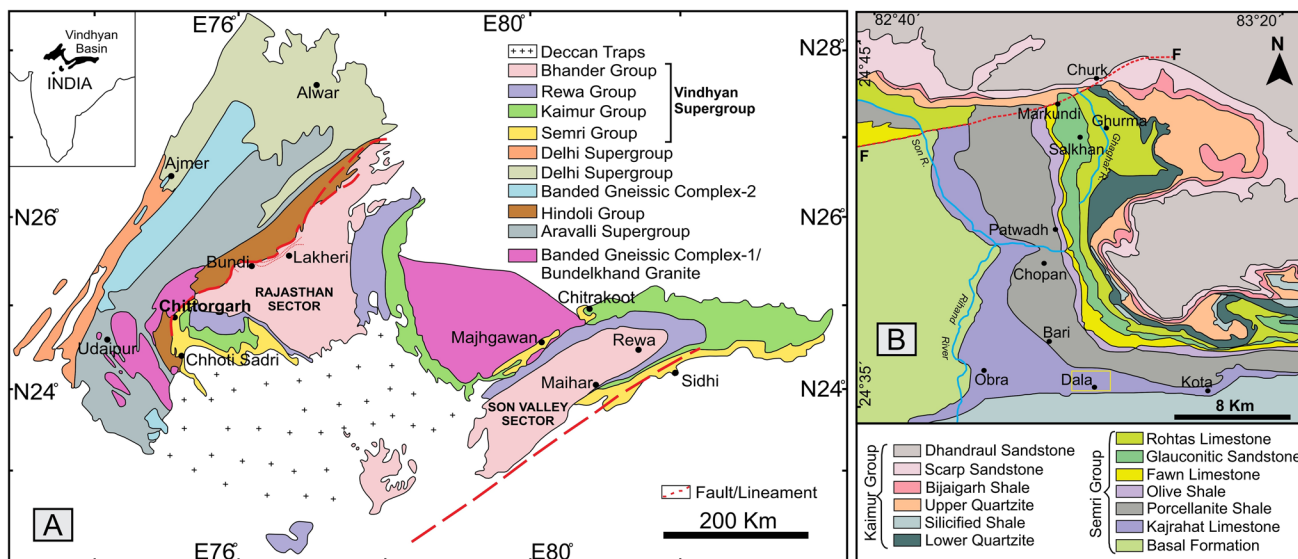 E76°
E80°
Vindhyan
Basin
INDIA
N28°
N26°
N24°
Alwar
Ajmer
Bundi
Lakheri
RAJASTHAN
SECTOR
Chittorgarh
Udaipur
Chhoti Sadri
Chitrakoot
Majhgawan
Rewa
Maihar
Sidhi
SON VALLEY
SECTOR
Deccan Traps
Bhander Group
Rewa Group
Kaimur Group
Semri Group
Vindhyan
Supergroup
Delhi Supergroup
Delhi Supergroup
Banded Gneissic Complex-2
Hindoli Group
Aravalli Supergroup
Banded Gneissic Complex-1/
Bundelkhand Granite
Fault/Lineament
200 Km
A
E76°
E80°
82°40'
83°20'
24°45'
24°35'
N
F
F
Churk
Markundi
Ghurma
Salkhan
Ghaghar R.
Son R.
Patwadh
Chopan
Rihand
River
Bari
Obra
Dala
Kota
8 Km
B
Kaimur Group
Dhandraul Sandstone
Scarp Sandstone
Bijaigarh Shale
Upper Quartzite
Silicified Shale
Lower Quartzite
Semri Group
Rohtas Limestone
Glauconitic Sandstone
Fawn Limestone
Olive Shale
Porcellanite Shale
Kajrahat Limestone
Basal Formation